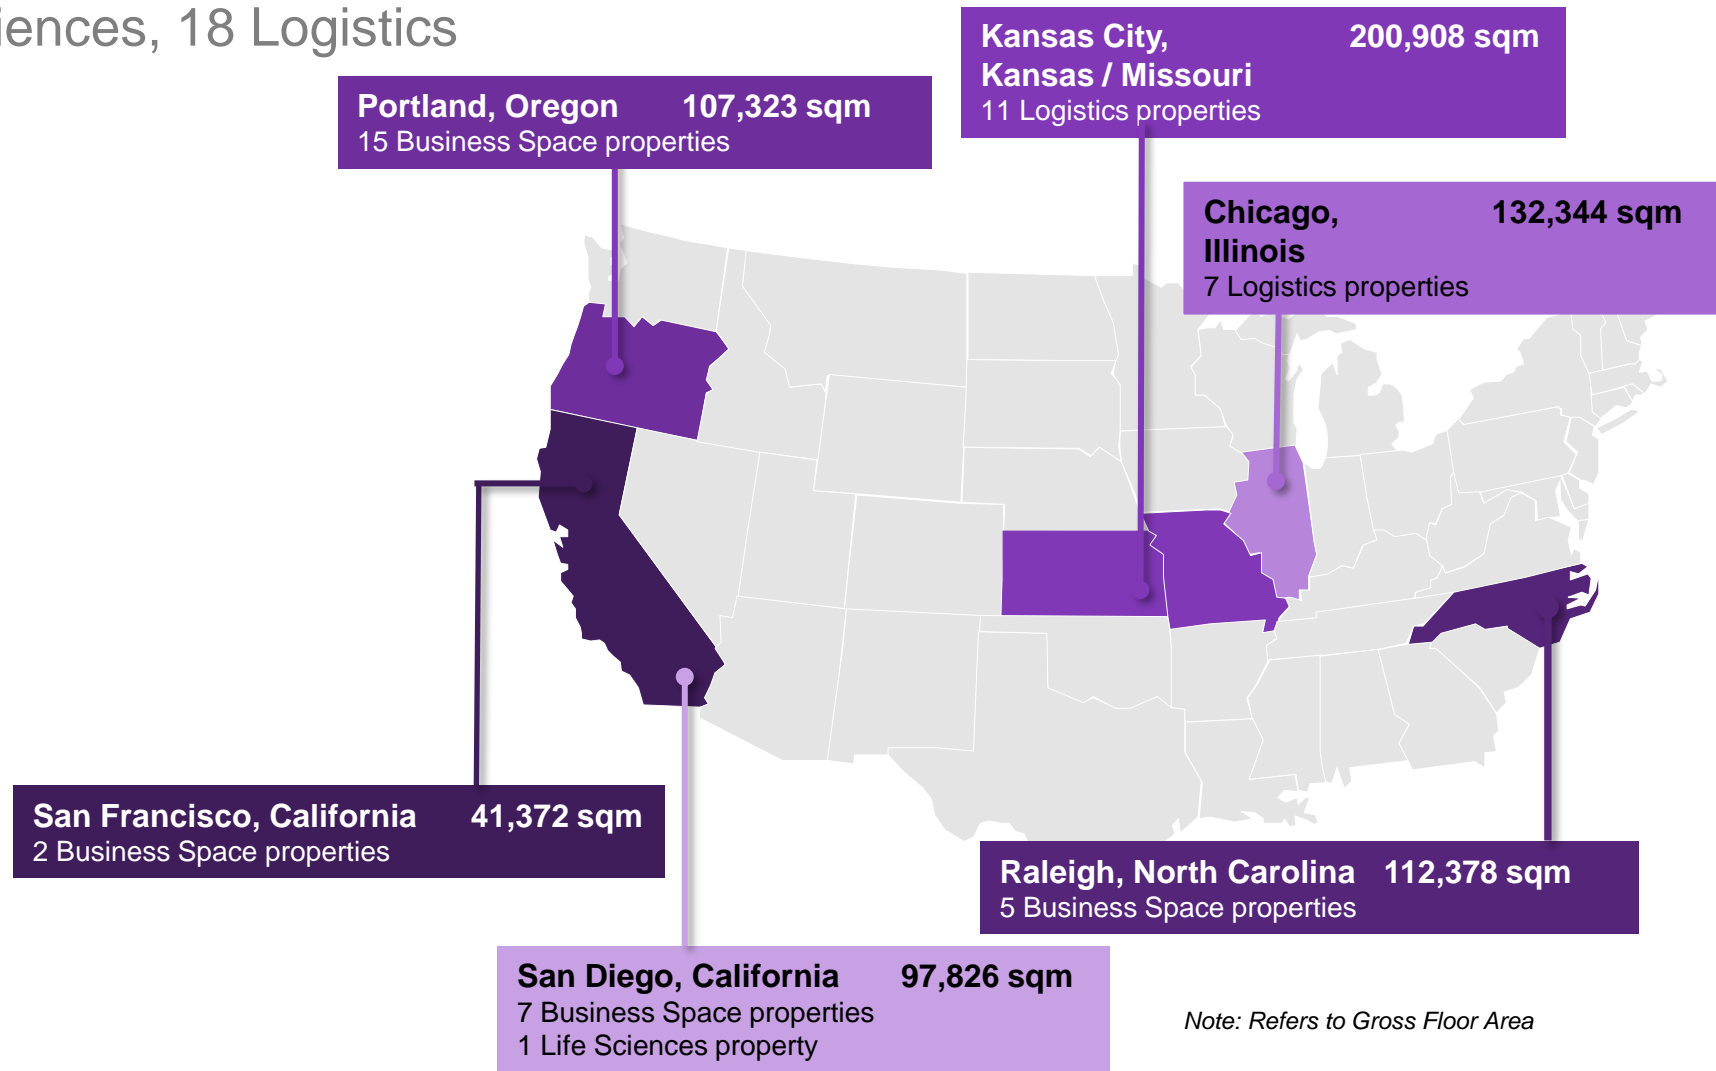 iences, 18 Logistics
Kansas City, 200,908 sqm
Kansas / Missouri
11 Logistics properties
Portland, Oregon 107,323 sqm
15 Business Space properties
Chicago, 132,344 sqm
Illinois
7 Logistics properties
San Francisco, California 41,372 sqm
2 Business Space properties
Raleigh, North Carolina 112,378 sqm
5 Business Space properties
San Diego, California 97,826 sqm
7 Business Space properties
1 Life Sciences property
Note: Refers to Gross Floor Area